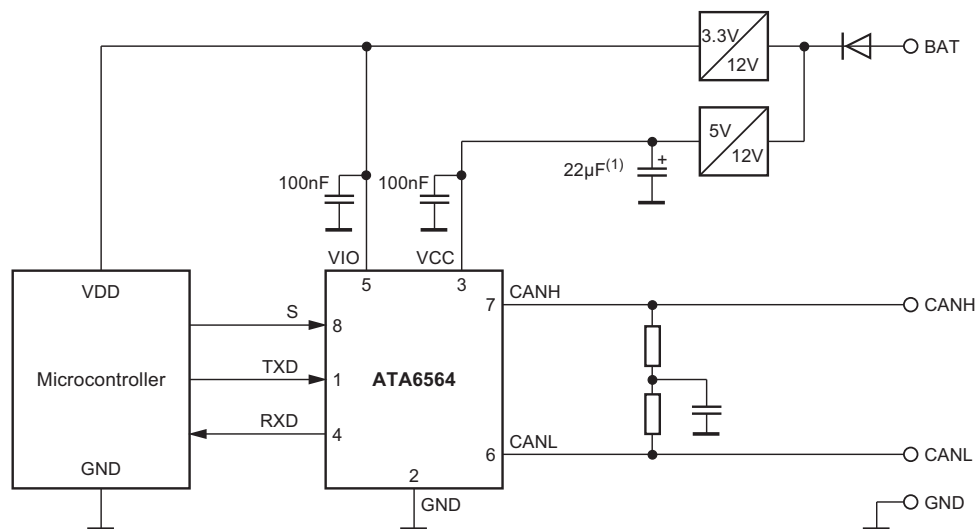 3.3V
12V
BAT
5V
12V
22µF(1)
+
100nF
100nF
VIO
VCC
5
3
VDD
CANH
7
CANH
S
8
Microcontroller
TXD
1
ATA6564
RXD
4
CANL
6
CANL
GND
2
GND
GND